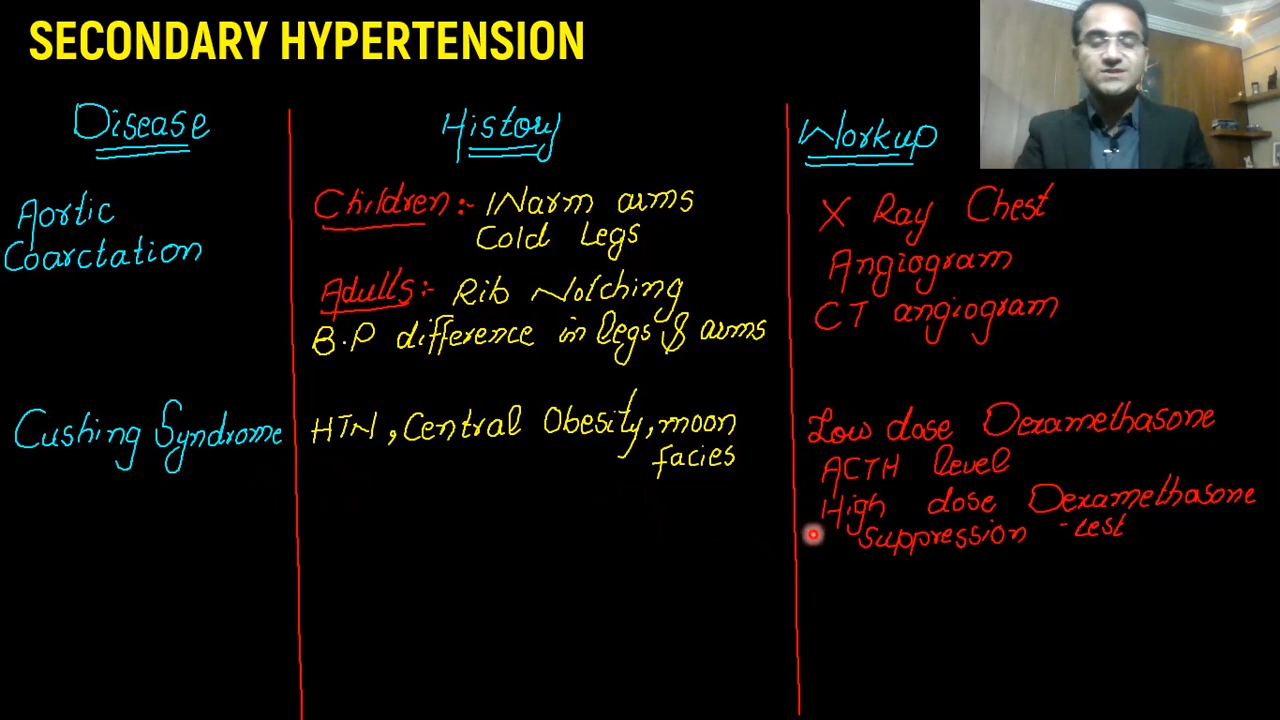 SECONDARY HYPERTENSION
Disease
History
Workup
Aortic
Coarctation
Children:- Warm arms
Cold Legs
Adults:- Rib Notching
B.P difference in legs & arms
X Ray Chest
Angiogram
CT angiogram
Cushing Syndrome
HTN, Central Obesity, moon
facies
Low dose Dexamethasone
ACTH level
High dose Dexamethasone
suppression test